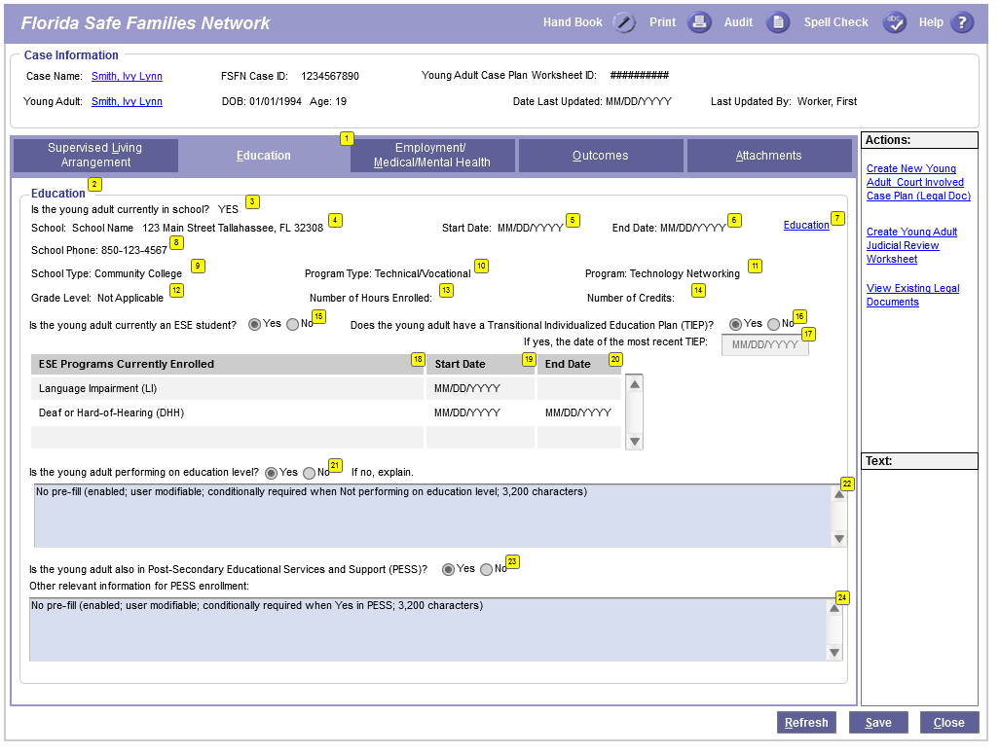 Florida Safe Families Network
Hand Book Print Audit Spell Check abc Help ?
Case Information
Case Name: Smith, Ivy Lynn FSFN Case ID: 1234567890 Young Adult Case Plan Worksheet ID: ##########
Young Adult: Smith, Ivy Lynn DOB: 01/01/1994 Age: 19 Date Last Updated: MM/DD/YYYY Last Updated By: Worker, First
Supervised Living Arrangement
Education 1
Employment/ Medical/Mental Health
Outcomes
Attachments
Education 2
Is the young adult currently in school? YES 3
School: School Name 123 Main Street Tallahassee, FL 32308 4 Start Date: MM/DD/YYYY 5 End Date: MM/DD/YYYY 6 Education 7
School Phone: 850-123-4567 8
School Type: Community College 9 Program Type: Technical/Vocational 10 Program: Technology Networking 11
Grade Level: Not Applicable 12 Number of Hours Enrolled: 13 Number of Credits: 14
Is the young adult currently an ESE student? Yes No 15 Does the young adult have a Transitional Individualized Education Plan (TIEP)? Yes No 16
If yes, the date of the most recent TIEP: MM/DD/YYYY 17
ESE Programs Currently Enrolled 18 Start Date 19 End Date 20
Language Impairment (LI) MM/DD/YYYY
Deaf or Hard-of-Hearing (DHH) MM/DD/YYYY MM/DD/YYYY
Is the young adult performing on education level? Yes No 21 If no, explain.
No pre-fill (enabled; user modifiable; conditionally required when Not performing on education level; 3,200 characters) 22
Is the young adult also in Post-Secondary Educational Services and Support (PESS)? Yes No 23
Other relevant information for PESS enrollment:
No pre-fill (enabled; user modifiable; conditionally required when Yes in PESS; 3,200 characters) 24
Actions:
Create New Young
Adult Court Involved
Case Plan (Legal Doc)
Create Young Adult
Judicial Review
Worksheet
View Existing Legal
Documents
Text:
Refresh Save Close